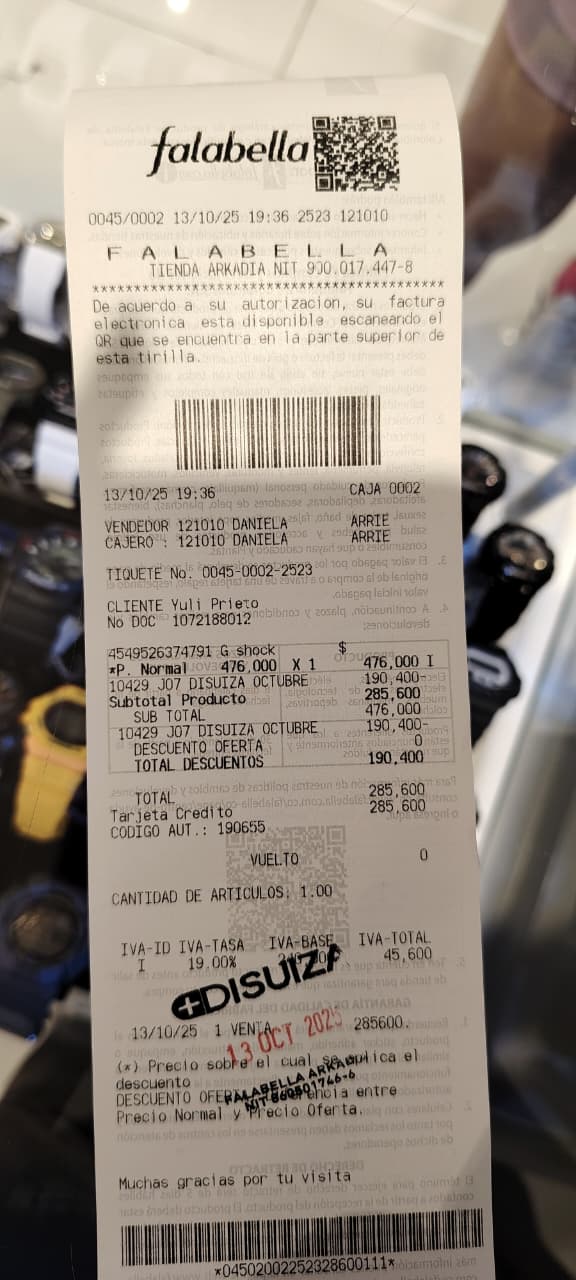 falabella
0045/0002 13/10/25 19:36 2523 121010
F A L A B E L L A
TIENDA ARKADIA NIT 900.017.447-8
******************************************
De acuerdo a su autorizacion, su factura
electronica esta disponible escaneando el
QR que se encuentra en la parte superior de
esta tirilla.
13/10/25 19:36 CAJA 0002
VENDEDOR 121010 DANIELA ARRIE
CAJERO : 121010 DANIELA ARRIE
TIQUETE No. 0045-0002-2523
CLIENTE Yuli Prieto
No DOC 1072188012
4549526374791 G shock $
*P. Normal 476,000 X 1 476,000 I
10429 J07 DISUIZA OCTUBRE 190,400-
Subtotal Producto 285,600
SUB TOTAL 476,000
10429 J07 DISUIZA OCTUBRE 190,400-
DESCUENTO OFERTA 0
TOTAL DESCUENTOS 190,400
TOTAL 285,600
Tarjeta Credito 285,600
CODIGO AUT.: 190655
VUELTO 0
CANTIDAD DE ARTICULOS: 1.00
IVA-ID IVA-TASA IVA-BASE IVA-TOTAL
I 19.00% 45,600
DISUIZA
13/10/25 1 VENTA 285600.
13 OCT 2025
(*) Precio sobre el cual se aplica el
descuento
DESCUENTO OFERTA: Diferencia entre
FALABELLA ARKADIA
NIT 860501746-6
Precio Normal y Precio Oferta.
Muchas gracias por tu visita
*04502002252328600111*